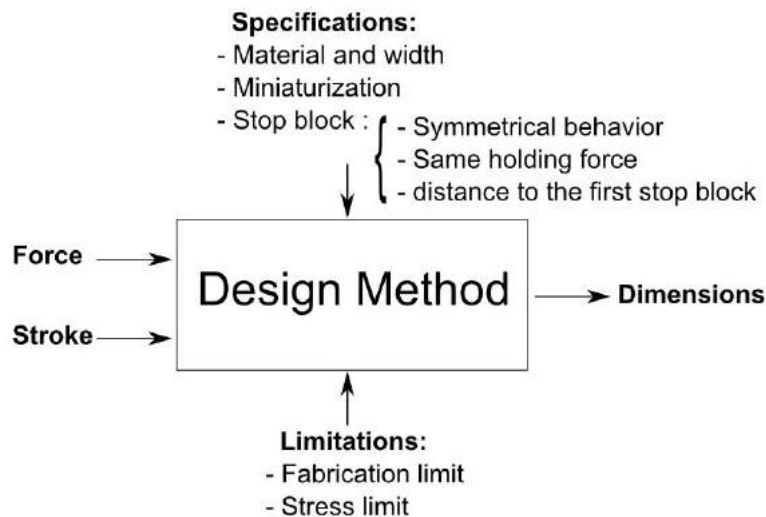 Specifications:
- Material and width
- Miniaturization
- Stop block :
- Symmetrical behavior
- Same holding force
- distance to the first stop block
Force
Stroke
Design Method
Dimensions
Limitations:
- Fabrication limit
- Stress limit